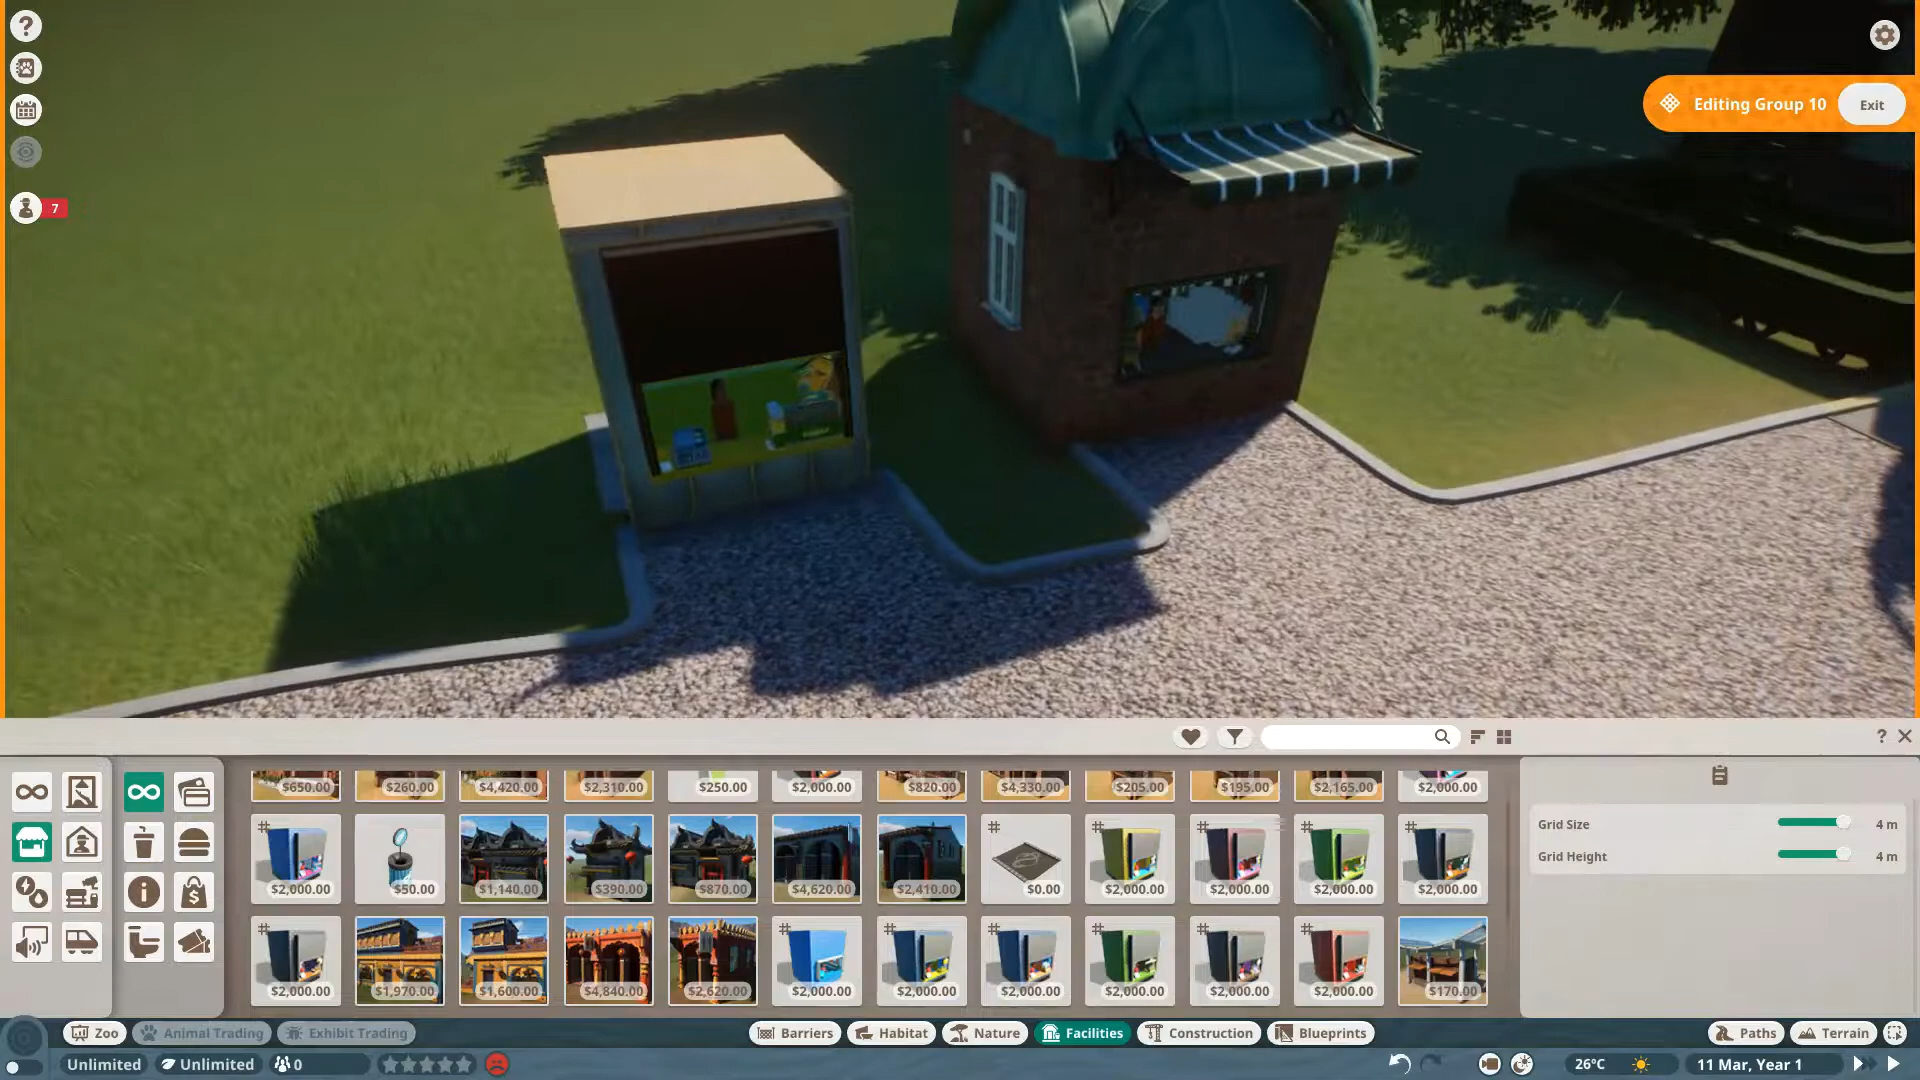 ?
Editing Group 10
Exit
7
?
$650.00 $260.00 $4,420.00 $2,310.00 $250.00 $2,000.00 $820.00 $4,330.00 $205.00 $195.00 $2,165.00 $2,000.00
$2,000.00 $50.00 $1,140.00 $390.00 $870.00 $4,620.00 $2,410.00 $0.00 $2,000.00 $2,000.00 $2,000.00 $2,000.00
$2,000.00 $1,970.00 $1,600.00 $4,840.00 $2,620.00 $2,000.00 $2,000.00 $2,000.00 $2,000.00 $2,000.00 $2,000.00 $170.00
Grid Size 4 m
Grid Height 4 m
Zoo Animal Trading Exhibit Trading Barriers Habitat Nature Facilities Construction Blueprints Paths Terrain
Unlimited Unlimited 0 26°C 11 Mar, Year 1